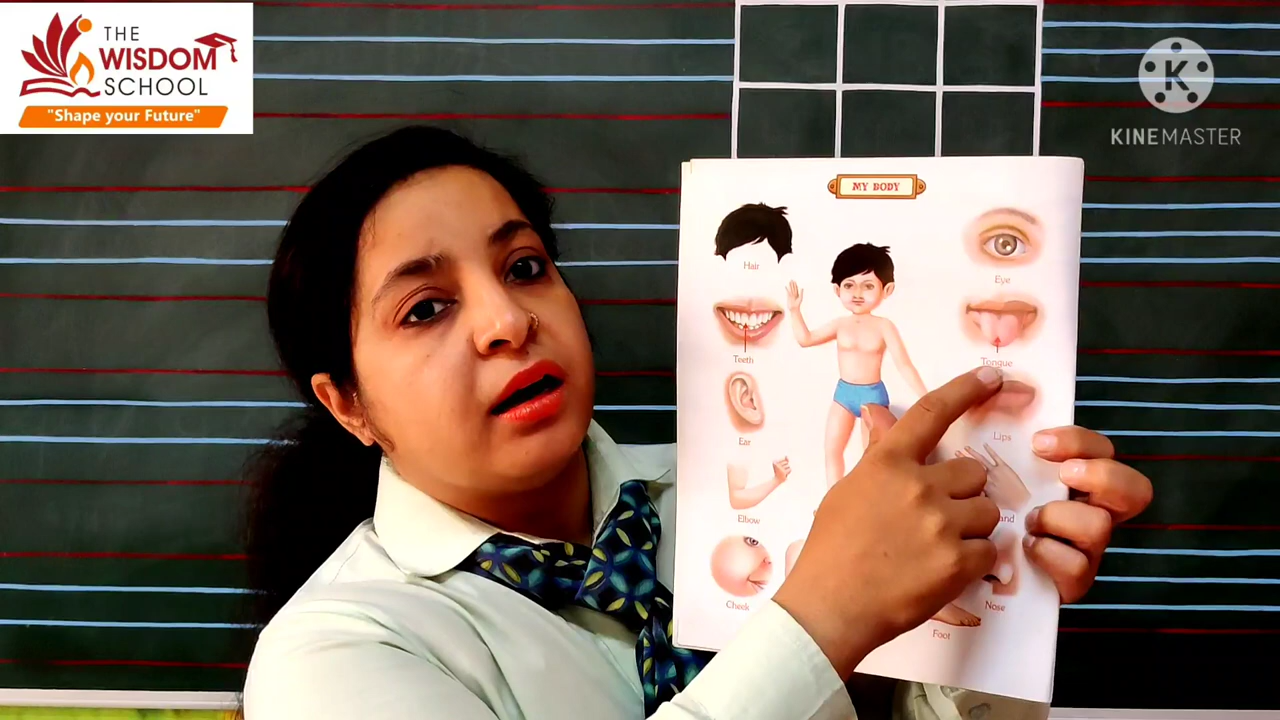 THE
WISDOM
SCHOOL
"Shape your Future"
K
KINEMASTER
MY BODY
Hair
Eye
Teeth
Tongue
Ear
Lips
Elbow
Cheek
Nose
Foot